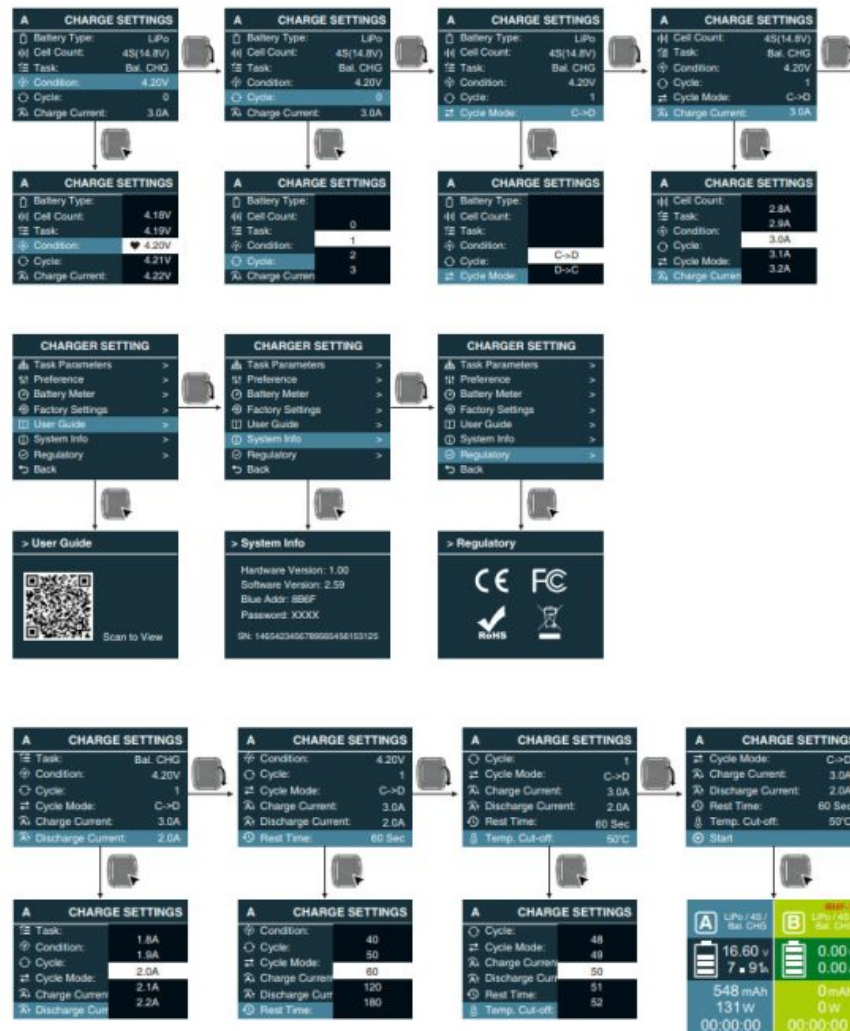 A CHARGE SETTINGS
Battery Type: LiPo
Cell Count: 4S(14.8V)
Task: Bal. CHG
Condition: 4.20V
Cycle: 0
Charge Current: 3.0A
A CHARGE SETTINGS
Battery Type: LiPo
Cell Count: 4S(14.8V)
Task: Bal. CHG
Condition: 4.20V
Cycle: 0
Charge Current: 3.0A
A CHARGE SETTINGS
Battery Type: LiPo
Cell Count: 4S(14.8V)
Task: Bal. CHG
Condition: 4.20V
Cycle: 1
Cycle Mode: C->D
A CHARGE SETTINGS
Cell Count: 4S(14.8V)
Task: Bal. CHG
Condition: 4.20V
Cycle: 1
Cycle Mode: C->D
Charge Current: 3.0A
A CHARGE SETTINGS
Battery Type:
Cell Count: 4.18V
Task: 4.19V
Condition: ♥ 4.20V
Cycle: 4.21V
Charge Current: 4.22V
A CHARGE SETTINGS
Battery Type:
Cell Count:
Task: 0
Condition: 1
Cycle: 2
Charge Curren 3
A CHARGE SETTINGS
Battery Type:
Cell Count:
Task:
Condition:
Cycle: C->D
Cycle Mode: D->C
A CHARGE SETTINGS
Cell Count: 2.8A
Task: 2.9A
Condition: 3.0A
Cycle: 3.1A
Cycle Mode: 3.2A
Charge Curren
CHARGER SETTING
Task Parameters >
Preference >
Battery Meter >
Factory Settings >
User Guide >
System Info >
Regulatory >
Back
CHARGER SETTING
Task Parameters >
Preference >
Battery Meter >
Factory Settings >
User Guide >
System Info >
Regulatory >
Back
CHARGER SETTING
Task Parameters >
Preference >
Battery Meter >
Factory Settings >
User Guide >
System Info >
Regulatory >
Back
> User Guide
Scan to View
> System Info
Hardware Version: 1.00
Software Version: 2.59
Blue Addr: 8B6F
Password: XXXX
SN:
> Regulatory
CE FC
RoHS
A CHARGE SETTINGS
Task: Bal. CHG
Condition: 4.20V
Cycle: 1
Cycle Mode: C->D
Charge Current: 3.0A
Discharge Current: 2.0A
A CHARGE SETTINGS
Condition: 4.20V
Cycle: 1
Cycle Mode: C->D
Charge Current: 3.0A
Discharge Current: 2.0A
Rest Time: 60 Sec
A CHARGE SETTINGS
Cycle: 1
Cycle Mode: C->D
Charge Current: 3.0A
Discharge Current: 2.0A
Rest Time: 60 Sec
Temp. Cut-off: 50°C
A CHARGE SETTINGS
Cycle Mode: C->D
Charge Current: 3.0A
Discharge Current: 2.0A
Rest Time: 60 Sec
Temp. Cut-off: 50°C
Start
A CHARGE SETTINGS
Task: 1.8A
Condition: 1.9A
Cycle: 2.0A
Cycle Mode: 2.1A
Charge Curren 2.2A
Discharge Curr
A CHARGE SETTINGS
Condition: 40
Cycle: 50
Cycle Mode: 60
Charge Curren 120
Discharge Curr 180
Rest Time:
A CHARGE SETTINGS
Cycle: 48
Cycle Mode: 49
Charge Curren 50
Discharge Curr 51
Rest Time: 52
Temp. Cut-off:
A LiPo / 4S / Bal. CHG
16.60 V
548 mAh
131 W
00:00:00
B LiPo / 4S Bal. CHG
0.00
0.00
0mAh
0W
00:00:00